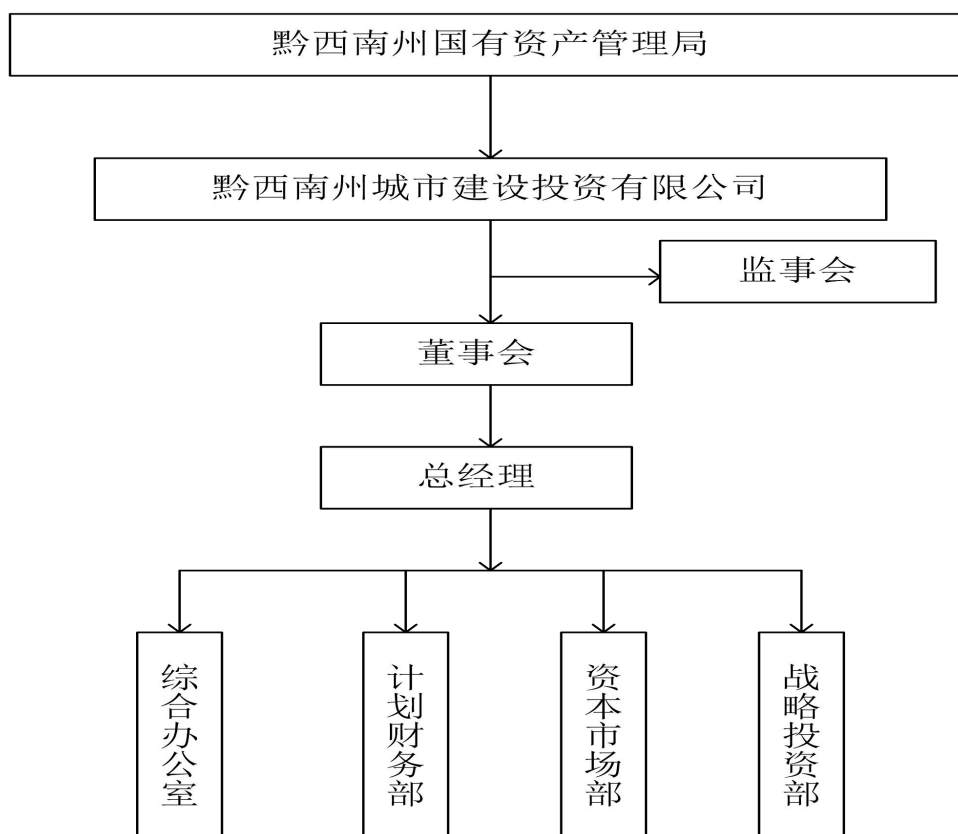 黔西南州国有资产管理局
黔西南州城市建设投资有限公司
监事会
董事会
总经理
综合办公室
计划财务部
资本市场部
战略投资部